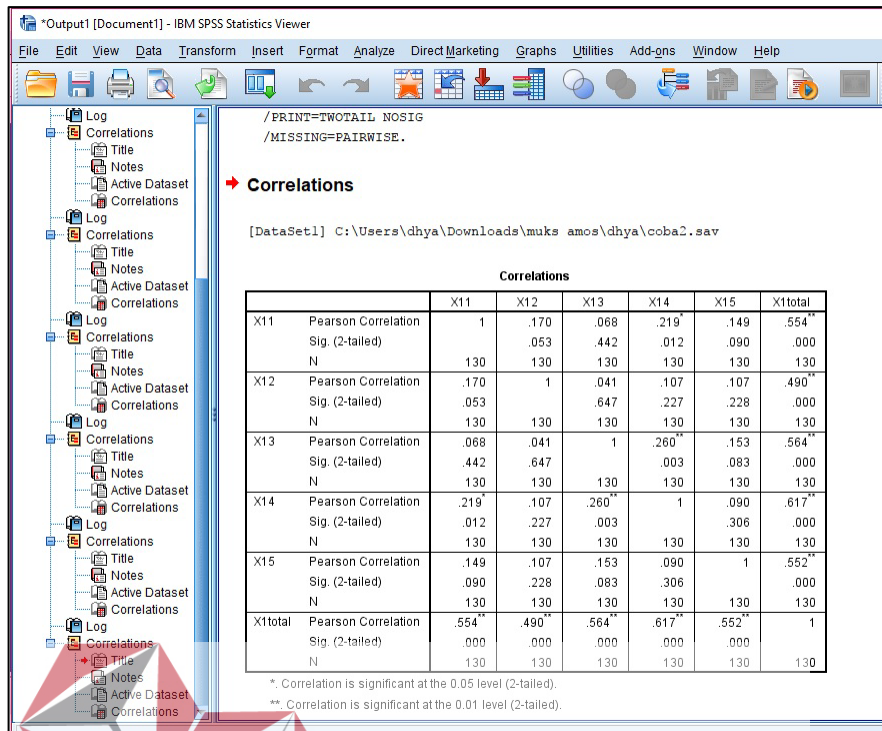 *Output1 [Document1] - IBM SPSS Statistics Viewer
File Edit View Data Transform Insert Format Analyze Direct Marketing Graphs Utilities Add-ons Window Help
Log
Correlations
Title
Notes
Active Dataset
Correlations
Log
Correlations
Title
Notes
Active Dataset
Correlations
Log
Correlations
Title
Notes
Active Dataset
Correlations
Log
Correlations
Title
Notes
Active Dataset
Correlations
Log
Correlations
Title
Notes
Active Dataset
Correlations
Log
Correlations
Title
Notes
Active Dataset
Correlations
/PRINT=TWOTAIL NOSIG
/MISSING=PAIRWISE.
Correlations
[DataSet1] C:\Users\dhya\Downloads\muks amos\dhya\coba2.sav
Correlations
X11 X12 X13 X14 X15 X1total
X11 Pearson Correlation 1 .170 .068 .219* .149 .554**
Sig. (2-tailed) .053 .442 .012 .090 .000
N 130 130 130 130 130 130
X12 Pearson Correlation .170 1 .041 .107 .107 .490**
Sig. (2-tailed) .053 .647 .227 .228 .000
N 130 130 130 130 130 130
X13 Pearson Correlation .068 .041 1 .260** .153 .564**
Sig. (2-tailed) .442 .647 .003 .083 .000
N 130 130 130 130 130 130
X14 Pearson Correlation .219* .107 .260** 1 .090 .617**
Sig. (2-tailed) .012 .227 .003 .306 .000
N 130 130 130 130 130 130
X15 Pearson Correlation .149 .107 .153 .090 1 .552**
Sig. (2-tailed) .090 .228 .083 .306 .000
N 130 130 130 130 130 130
X1total Pearson Correlation .554** .490** .564** .617** .552** 1
Sig. (2-tailed) .000 .000 .000 .000 .000
N 130 130 130 130 130 130
*. Correlation is significant at the 0.05 level (2-tailed).
**. Correlation is significant at the 0.01 level (2-tailed).